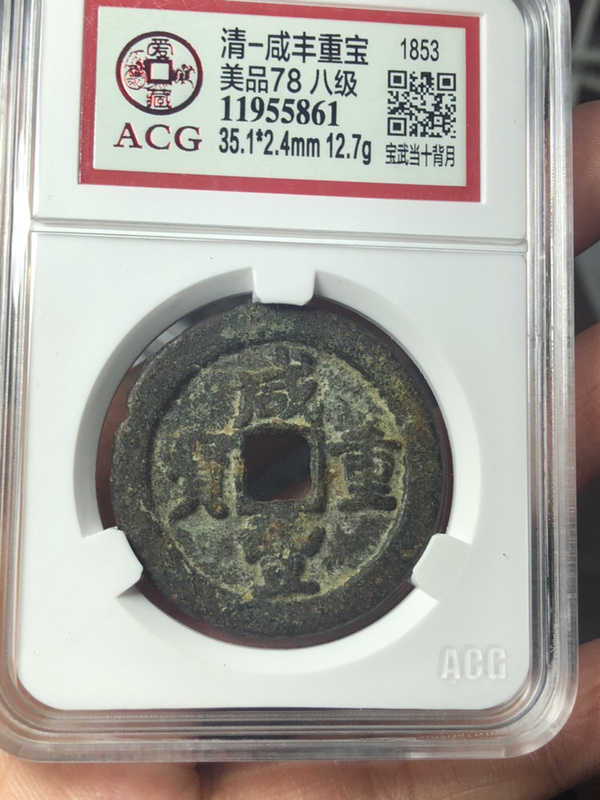 爱藏
ACG
清-咸丰重宝 1853
美品78 八级
11955861
35.1*2.4mm 12.7g 宝武当十背月
咸
重
寶
ACG